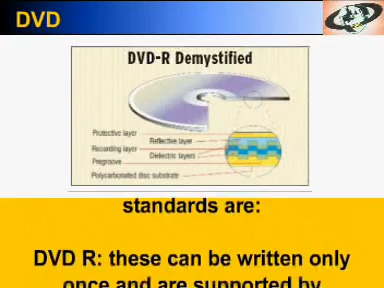 DVD
DVD-R Demystified
Protective layer
Reflective layer
Recording layer
Dielectric layers
Pregroove
Polycarbonated disc substrate
standards are:
DVD R: these can be written only
once and are supported by